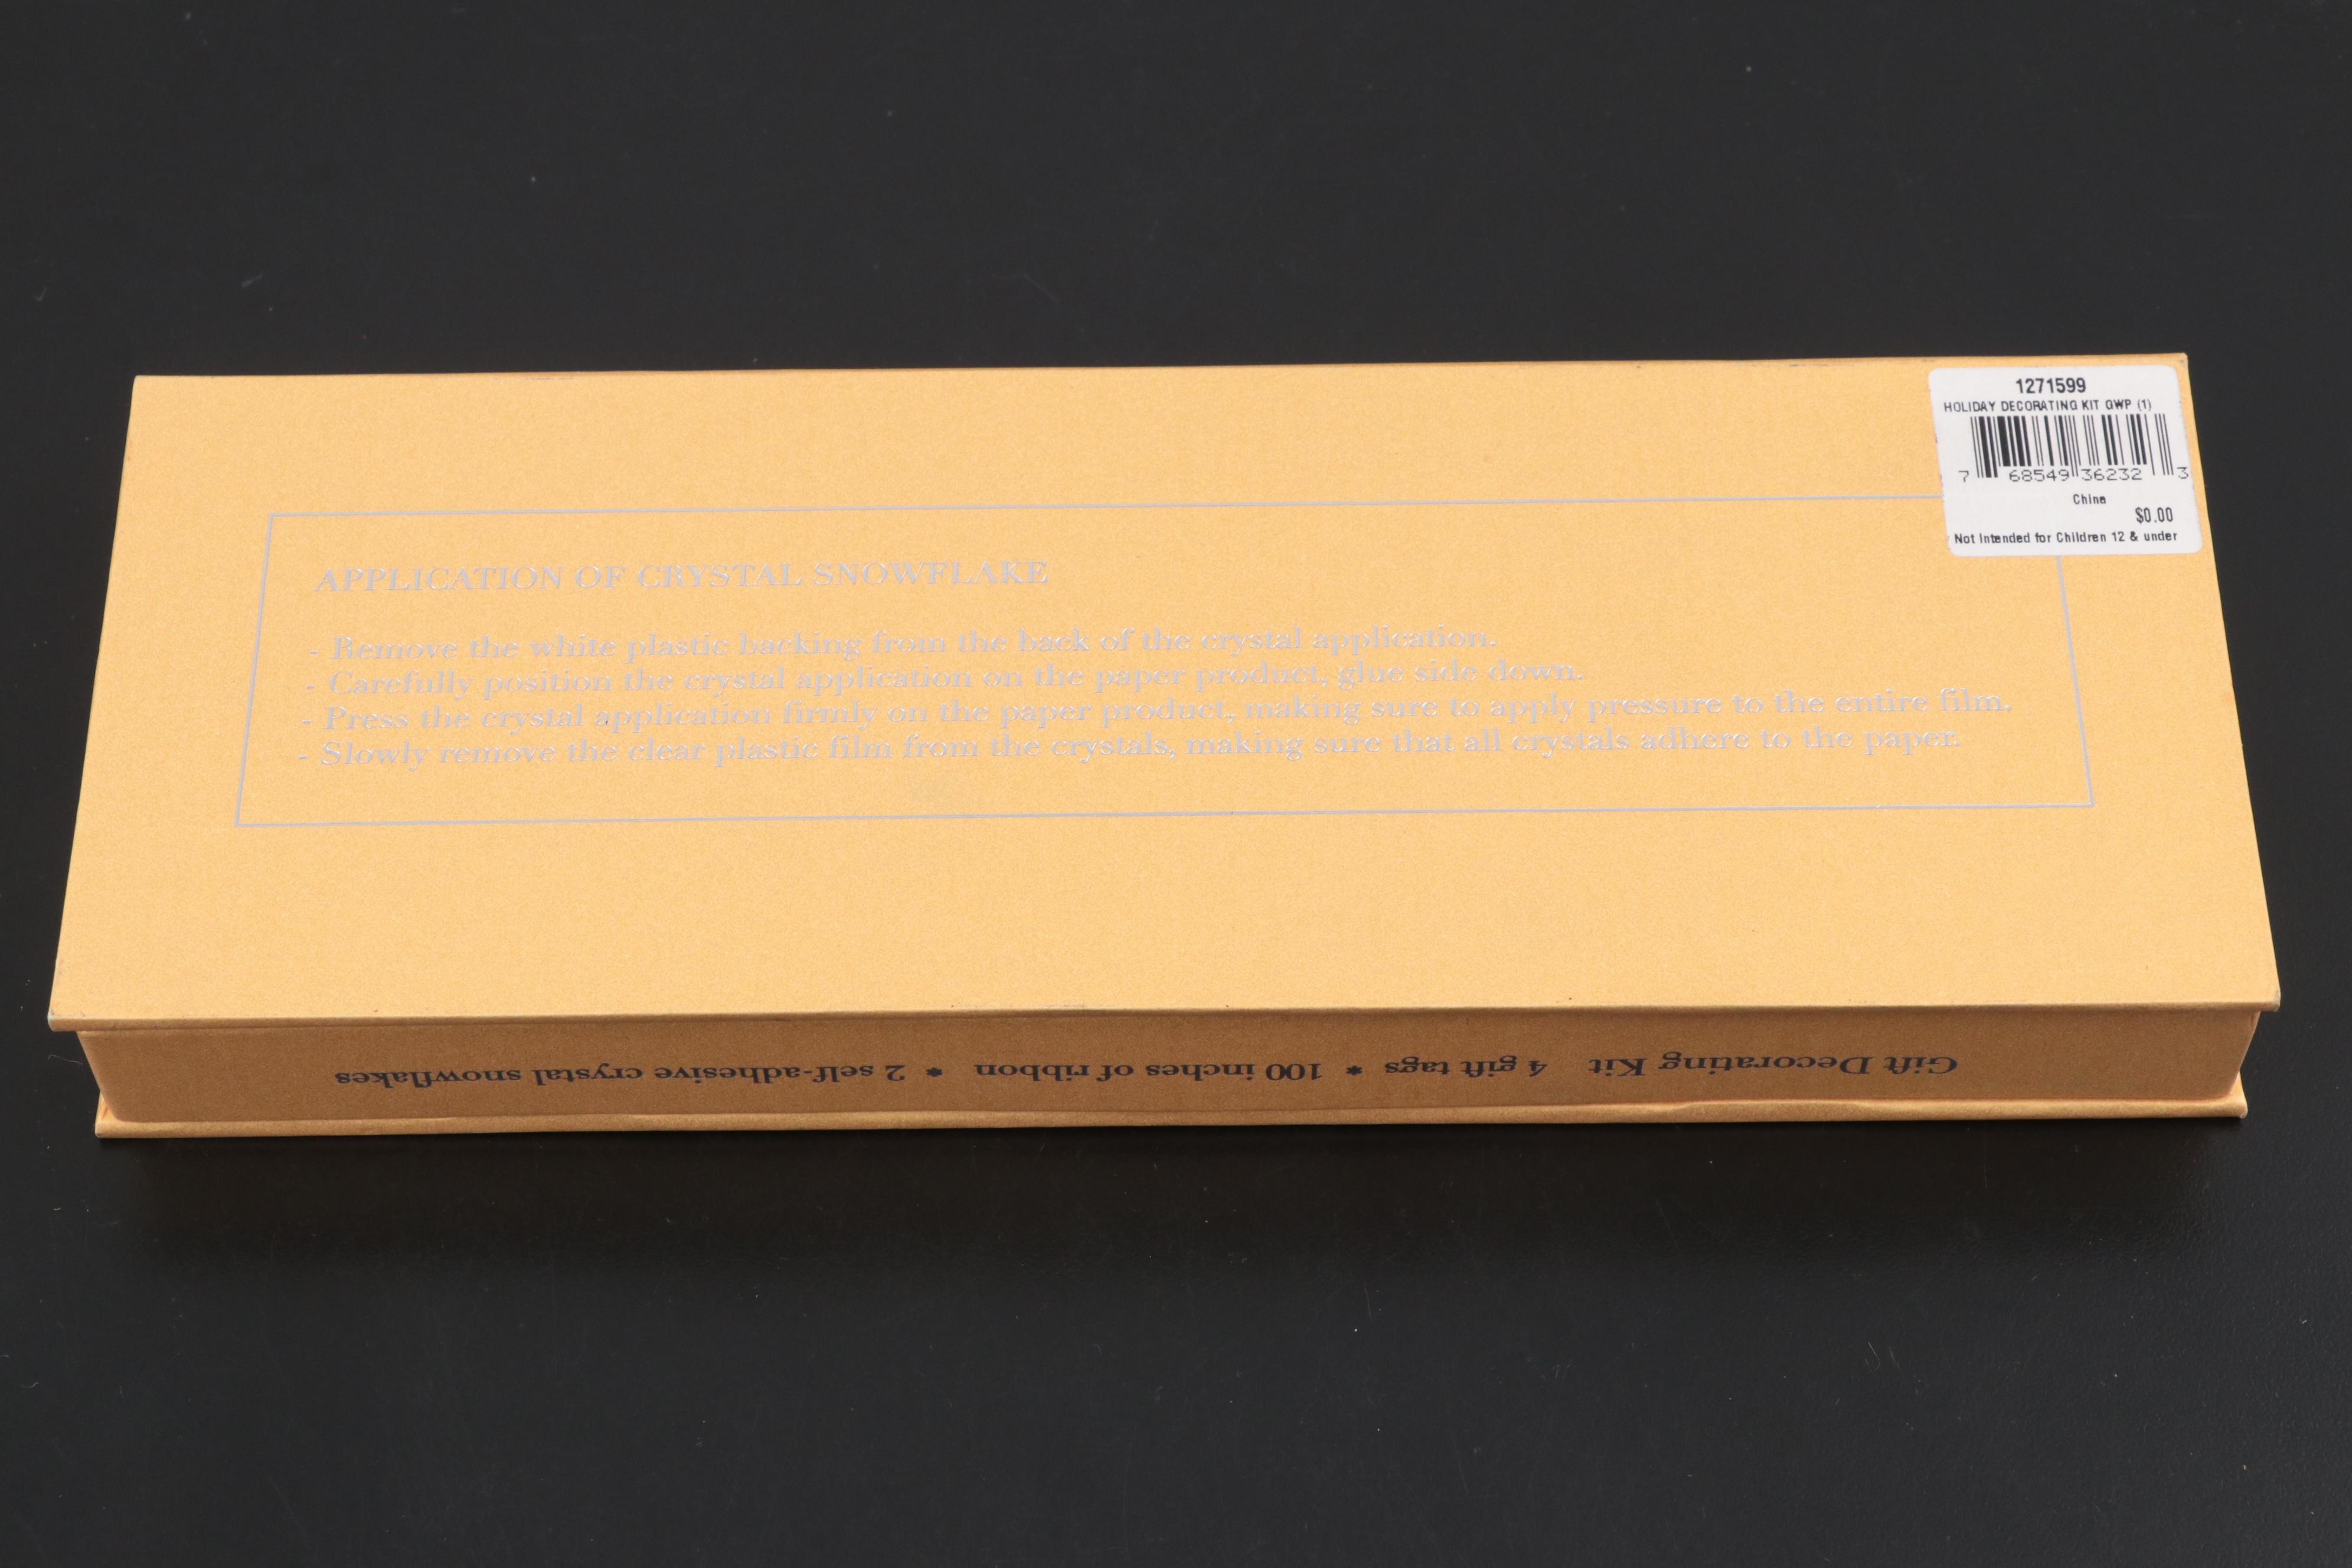 1271599
HOLIDAY DECORATING KIT GWP (1)
7 68549 36232 3
China
$0.00
Not Intended for Children 12 & under
APPLICATION OF CRYSTAL SNOWFLAKE
- Remove the white plastic backing from the back of the crystal application.
- Carefully position the crystal application on the paper product, glue side down.
- Press the crystal application firmly on the paper product, making sure to apply pressure to the entire film.
- Slowly remove the clear plastic film from the crystals, making sure that all crystals adhere to the paper.
Gift Decorating Kit 4 gift tags * 100 inches of ribbon * 2 self-adhesive crystal snowflakes